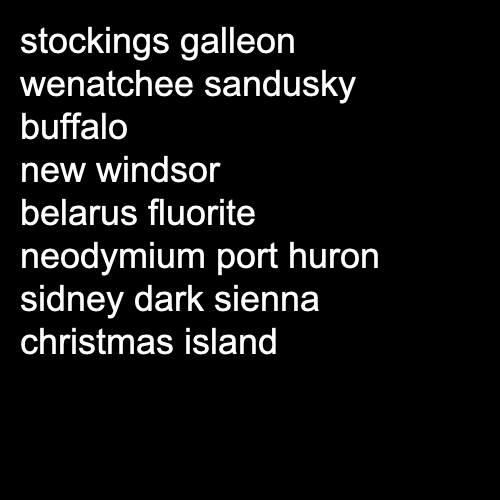 stockings galleon
wenatchee sandusky
buffalo
new windsor
belarus fluorite
neodymium port huron
sidney dark sienna
christmas island